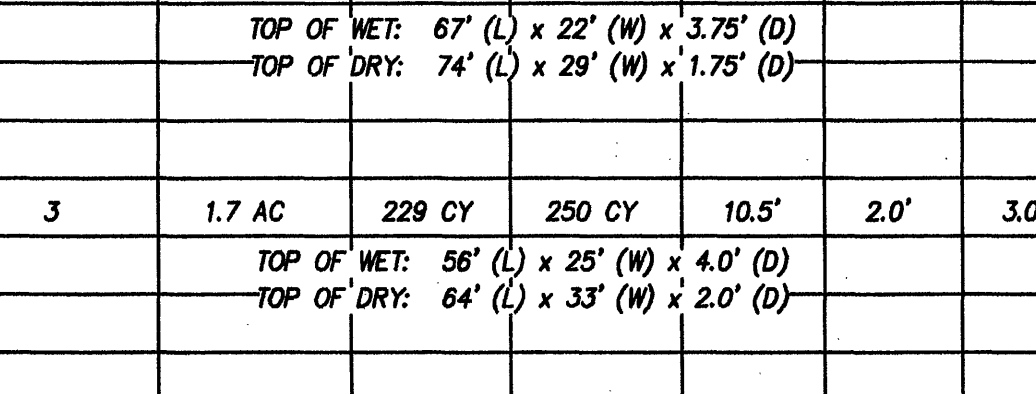 TOP OF WET: 67' (L) x 22' (W) x 3.75' (D)
TOP OF DRY: 74' (L) x 29' (W) x 1.75' (D)
3 1.7 AC 229 CY 250 CY 10.5' 2.0' 3.0
TOP OF WET: 56' (L) x 25' (W) x 4.0' (D)
TOP OF DRY: 64' (L) x 33' (W) x 2.0' (D)